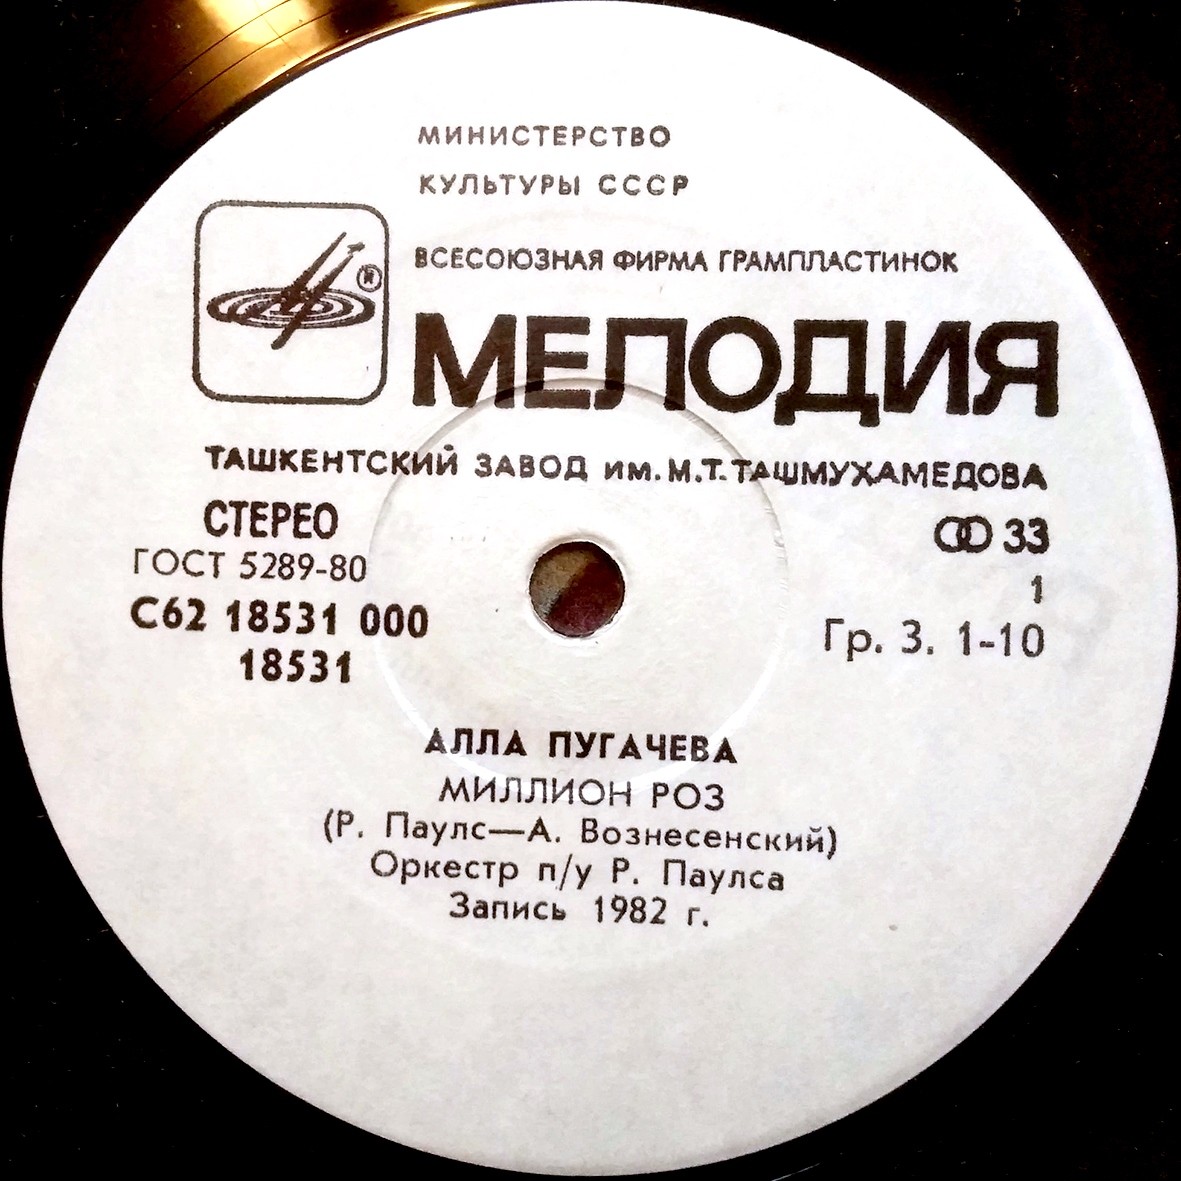 МИНИСТЕРСТВО
КУЛЬТУРЫ СССР
ВСЕСОЮЗНАЯ ФИРМА ГРАМПЛАСТИНОК
МЕЛОДИЯ
ТАШКЕНТСКИЙ ЗАВОД ИМ. М.Т. ТАШМУХАМЕДОВА
СТЕРЕО
33
ГОСТ 5289-80
1
С62 18531 000
Гр. 3. 1-10
18531
АЛЛА ПУГАЧЕВА
МИЛЛИОН РОЗ
(Р. Паулс—А. Вознесенский)
Оркестр п/у Р. Паулса
Запись 1982 г.